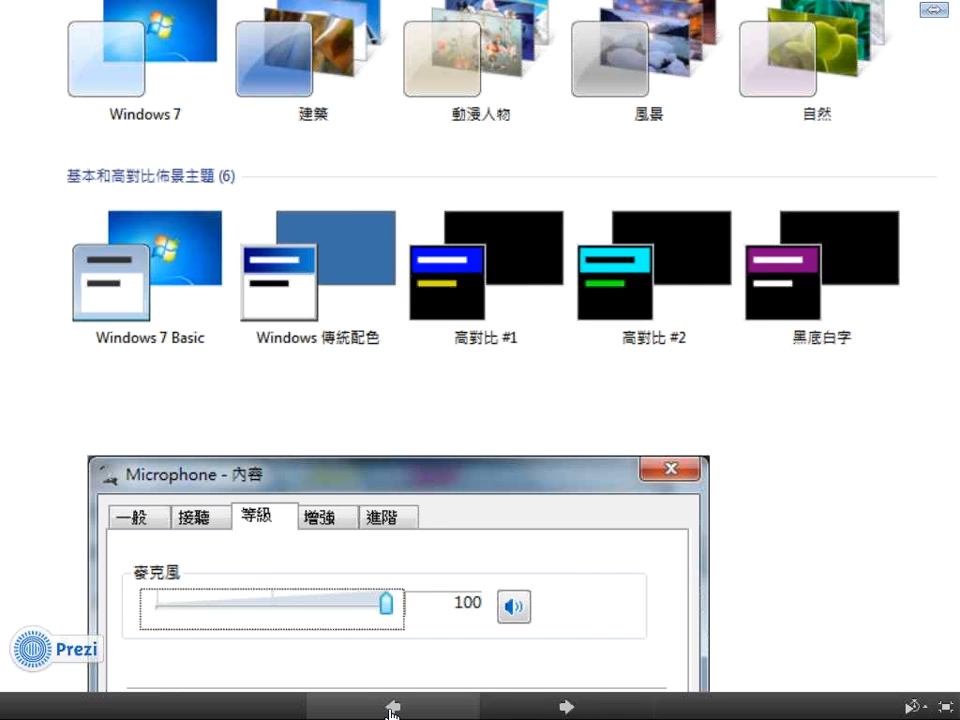 Windows 7
建築
動漫人物
風景
自然
基本和高對比佈景主題 (6)
Windows 7 Basic
Windows 傳統配色
高對比 #1
高對比 #2
黑底白字
Microphone - 內容
一般
接聽
等級
增強
進階
麥克風
100
Prezi